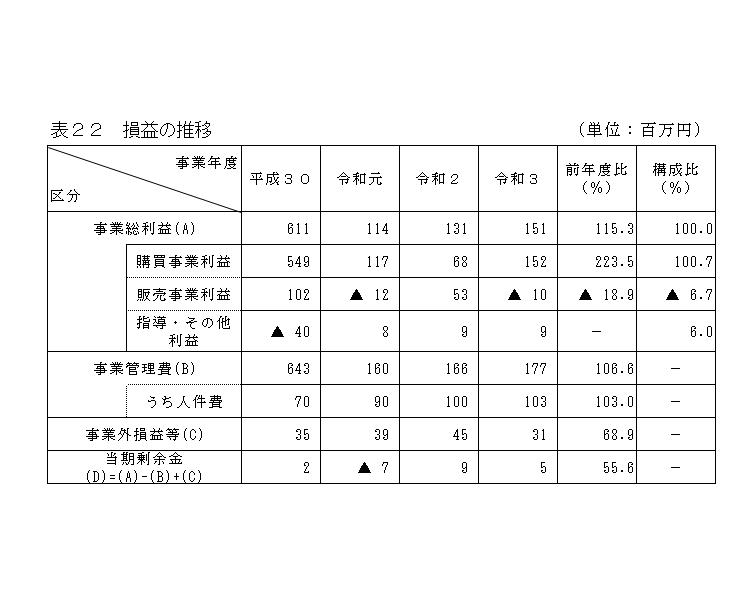 表２２　損益の推移　（単位：百万円）
事業年度
区分
平成３０　令和元　令和２　令和３　前年度比（％）　構成比（％）
事業総利益(A)　611　114　131　151　115.3　100.0
購買事業利益　549　117　68　152　223.5　100.7
販売事業利益　102　▲ 12　53　▲ 10　▲ 18.9　▲ 6.7
指導・その他
利益　▲ 40　8　9　9　－　6.0
事業管理費(B)　643　160　166　177　106.6　－
うち人件費　70　90　100　103　103.0　－
事業外損益等(C)　35　39　45　31　68.9　－
当期剰余金
(D)=(A)-(B)+(C)　2　▲ 7　9　5　55.6　－